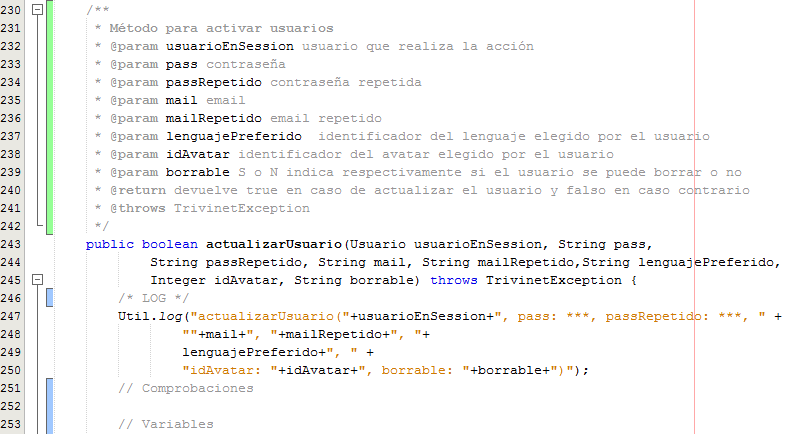 230 /**
231 * Método para activar usuarios
232 * @param usuarioEnSession usuario que realiza la acción
233 * @param pass contraseña
234 * @param passRepetido contraseña repetida
235 * @param mail email
236 * @param mailRepetido email repetido
237 * @param lenguajePreferido  identificador del lenguaje elegido por el usuario
238 * @param idAvatar identificador del avatar elegido por el usuario
239 * @param borrable S o N indica respectivamente si el usuario se puede borrar o no
240 * @return devuelve true en caso de actualizar el usuario y falso en caso contrario
241 * @throws TrivinetException
242 */
243 public boolean actualizarUsuario(Usuario usuarioEnSession, String pass,
244 String passRepetido, String mail, String mailRepetido,String lenguajePreferido,
245 Integer idAvatar, String borrable) throws TrivinetException {
246 /* LOG */
247 Util.log("actualizarUsuario("+usuarioEnSession+", pass: ***, passRepetido: ***, " +
248 ""+mail+", "+mailRepetido+", "+
249 lenguajePreferido+", " +
250 "idAvatar: "+idAvatar+", borrable: "+borrable+")");
251 // Comprobaciones
252
253 // Variables